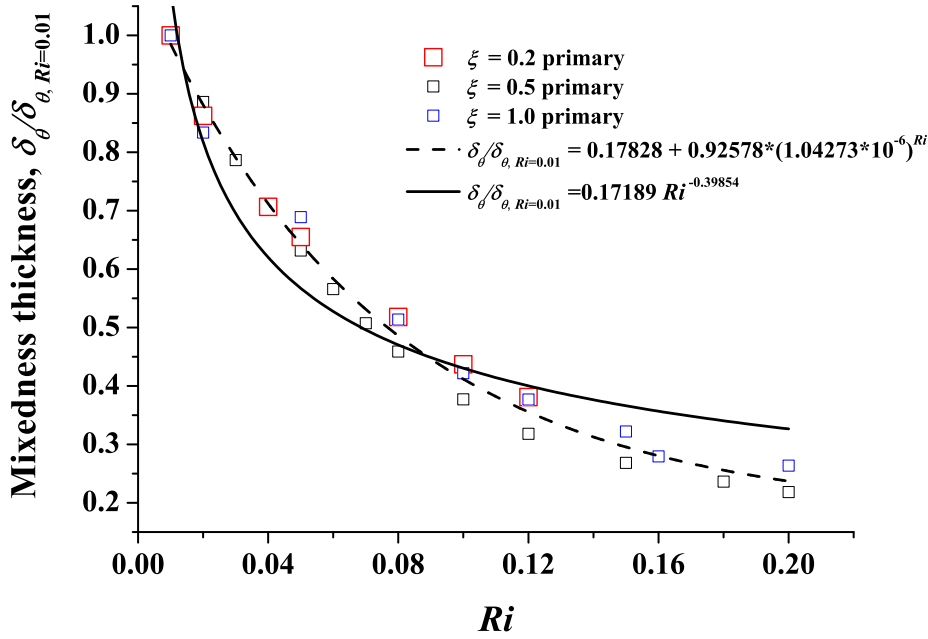 Mixedness thickness, δθ/δθ, Ri=0.01
1.0
0.9
0.8
0.7
0.6
0.5
0.4
0.3
0.2
ξ = 0.2 primary
ξ = 0.5 primary
ξ = 1.0 primary
δθ/δθ, Ri=0.01 = 0.17828 + 0.92578*(1.04273*10^-6)^Ri
δθ/δθ, Ri=0.01 =0.17189 Ri^-0.39854
0.00 0.04 0.08 0.12 0.16 0.20
Ri